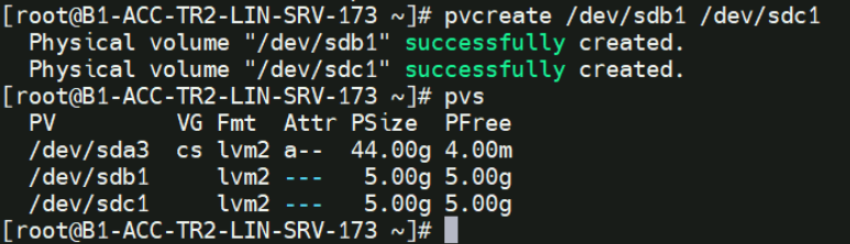 [root@B1-ACC-TR2-LIN-SRV-173 ~]# pvcreate /dev/sdb1 /dev/sdc1
  Physical volume "/dev/sdb1" successfully created.
  Physical volume "/dev/sdc1" successfully created.
[root@B1-ACC-TR2-LIN-SRV-173 ~]# pvs
  PV         VG Fmt  Attr PSize  PFree
  /dev/sda3  cs lvm2 a--  44.00g 4.00m
  /dev/sdb1     lvm2 ---   5.00g 5.00g
  /dev/sdc1     lvm2 ---   5.00g 5.00g
[root@B1-ACC-TR2-LIN-SRV-173 ~]#